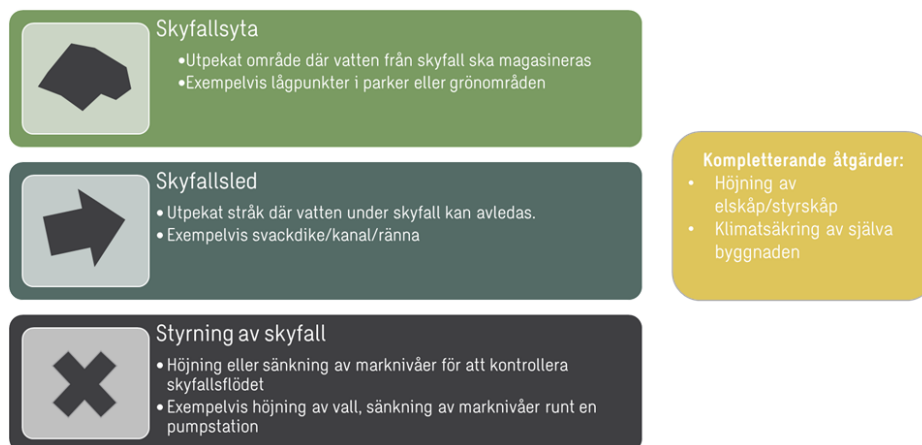 Skyfallsyta
•Utpekat område där vatten från skyfall ska magasineras
•Exempelvis lågpunkter i parker eller grönområden
Skyfallsled
• Utpekat stråk där vatten under skyfall kan avledas.
• Exempelvis svackdike/kanal/ränna
Styrning av skyfall
• Höjning eller sänkning av marknivåer för att kontrollera
skyfallsflödet
• Exempelvis höjning av vall, sänkning av marknivåer runt en
pumpstation
Kompletterande åtgärder:
• Höjning av
elskåp/styrskåp
• Klimatsäkring av själva
byggnaden